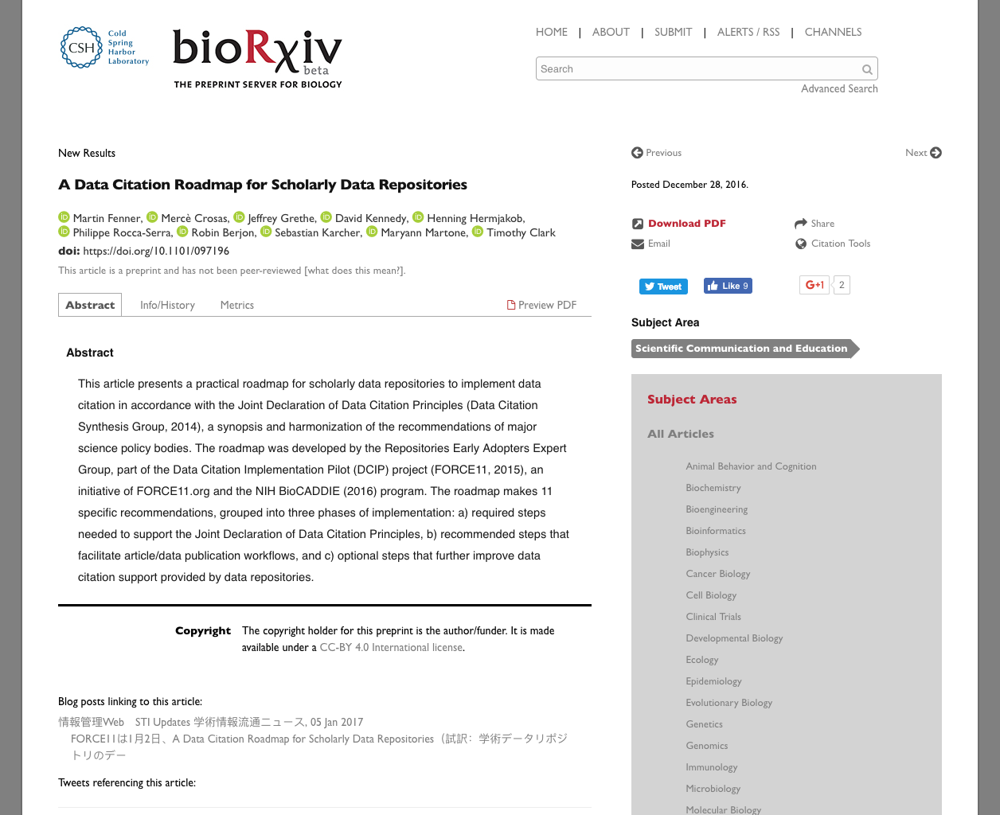 CSH
Cold
Spring
Harbor
Laboratory
bioRxiv
beta
THE PREPRINT SERVER FOR BIOLOGY
HOME | ABOUT | SUBMIT | ALERTS / RSS | CHANNELS
Search
Advanced Search
New Results
A Data Citation Roadmap for Scholarly Data Repositories
iD Martin Fenner, iD Mercè Crosas, iD Jeffrey Grethe, iD David Kennedy, iD Henning Hermjakob,
iD Philippe Rocca-Serra, iD Robin Berjon, iD Sebastian Karcher, iD Maryann Martone, iD Timothy Clark
doi: https://doi.org/10.1101/097196
This article is a preprint and has not been peer-reviewed [what does this mean?].
Abstract Info/History Metrics Preview PDF
Abstract
This article presents a practical roadmap for scholarly data repositories to implement data
citation in accordance with the Joint Declaration of Data Citation Principles (Data Citation
Synthesis Group, 2014), a synopsis and harmonization of the recommendations of major
science policy bodies. The roadmap was developed by the Repositories Early Adopters Expert
Group, part of the Data Citation Implementation Pilot (DCIP) project (FORCE11, 2015), an
initiative of FORCE11.org and the NIH BioCADDIE (2016) program. The roadmap makes 11
specific recommendations, grouped into three phases of implementation: a) required steps
needed to support the Joint Declaration of Data Citation Principles, b) recommended steps that
facilitate article/data publication workflows, and c) optional steps that further improve data
citation support provided by data repositories.
Copyright The copyright holder for this preprint is the author/funder. It is made
available under a CC-BY 4.0 International license.
Blog posts linking to this article:
情報管理Web STI Updates 学術情報流通ニュース, 05 Jan 2017
FORCE11は1月2日、A Data Citation Roadmap for Scholarly Data Repositories（試訳：学術データリポジ
トリのデー
Tweets referencing this article:
Previous Next
Posted December 28, 2016.
Download PDF Share
Email Citation Tools
Tweet Like 9 G+1 2
Subject Area
Scientific Communication and Education
Subject Areas
All Articles
Animal Behavior and Cognition
Biochemistry
Bioengineering
Bioinformatics
Biophysics
Cancer Biology
Cell Biology
Clinical Trials
Developmental Biology
Ecology
Epidemiology
Evolutionary Biology
Genetics
Genomics
Immunology
Microbiology
Molecular Biology